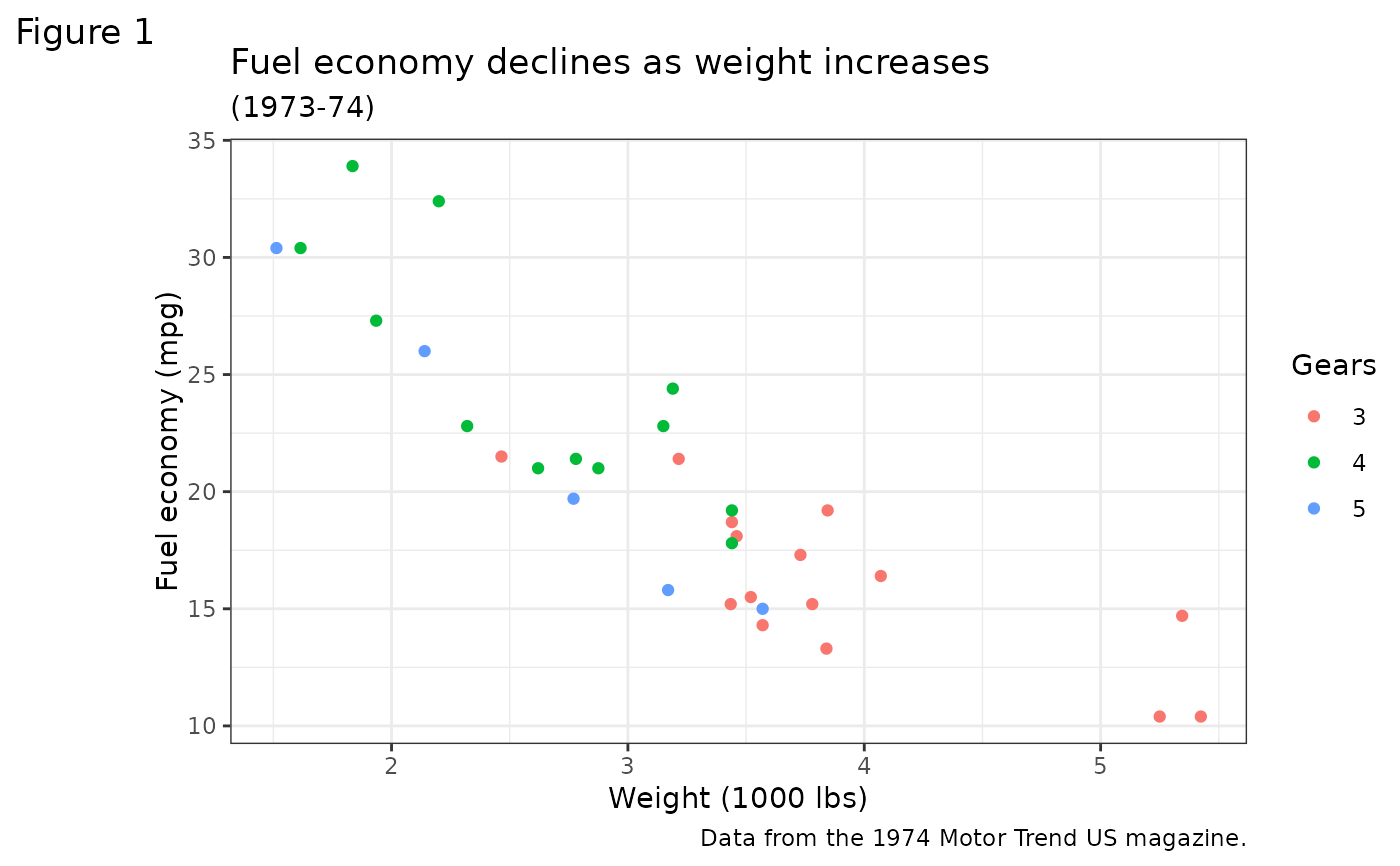 Figure 1
Fuel economy declines as weight increases
(1973-74)
Fuel economy (mpg)
35
30
25
20
15
10
2 3 4 5
Weight (1000 lbs)
Gears
3
4
5
Data from the 1974 Motor Trend US magazine.